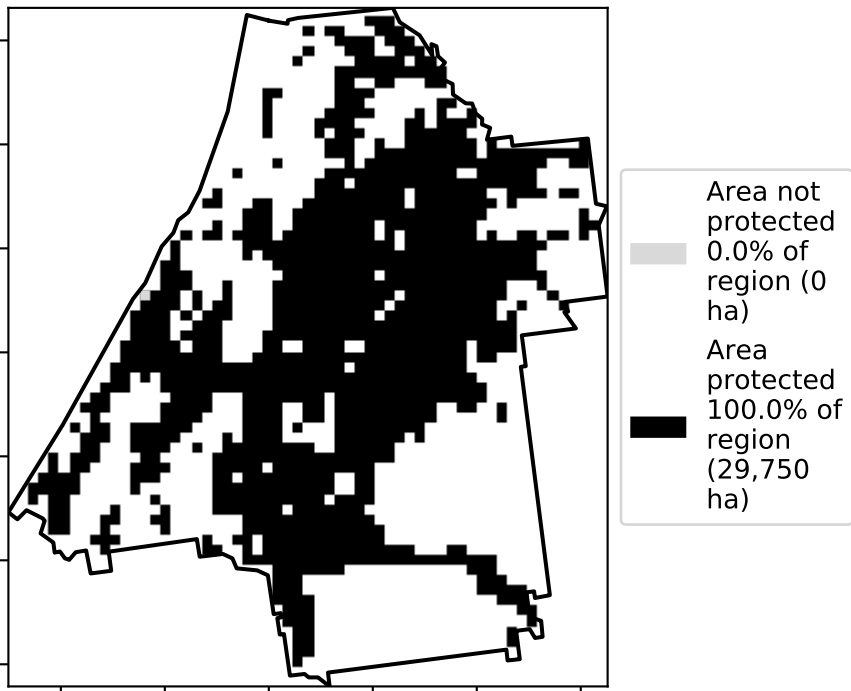 Area not
protected
0.0% of
region (0
ha)
Area
protected
100.0% of
region
(29,750
ha)